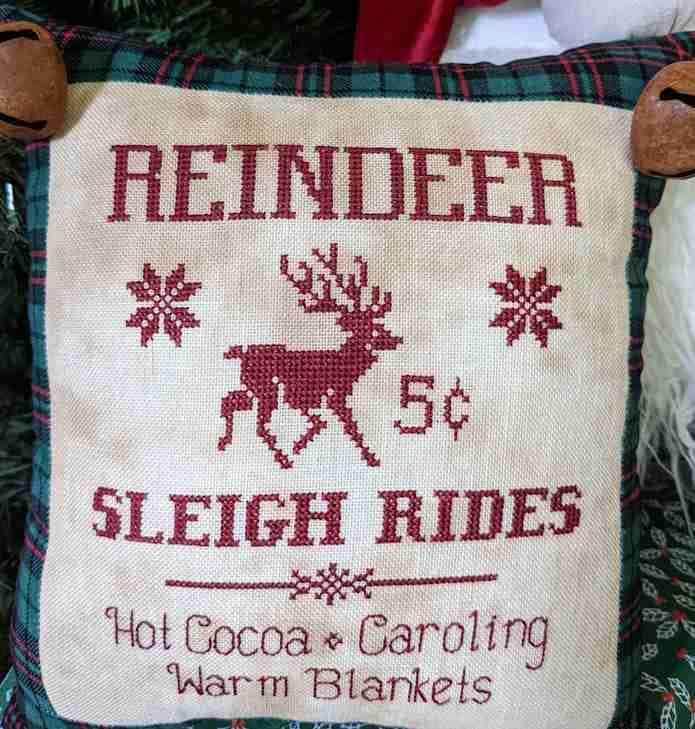 REINDEER
5¢
SLEIGH RIDES
Hot Cocoa Caroling
Warm Blankets